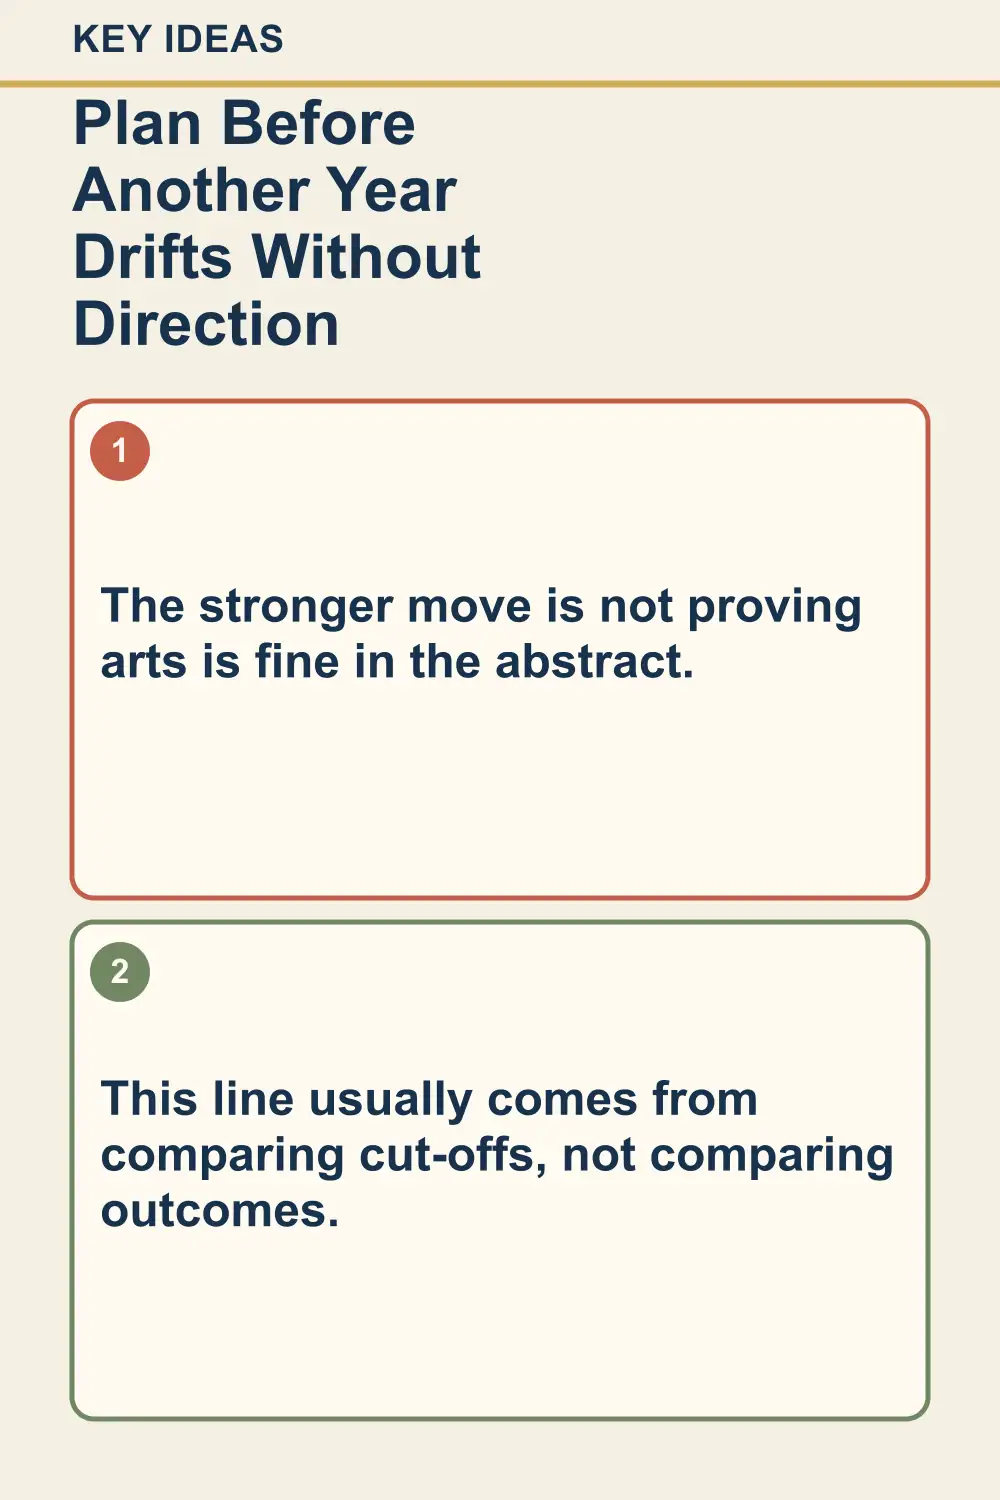 KEY IDEAS
Plan Before
Another Year
Drifts Without
Direction
1
The stronger move is not proving
arts is fine in the abstract.
2
This line usually comes from
comparing cut-offs, not comparing
outcomes.